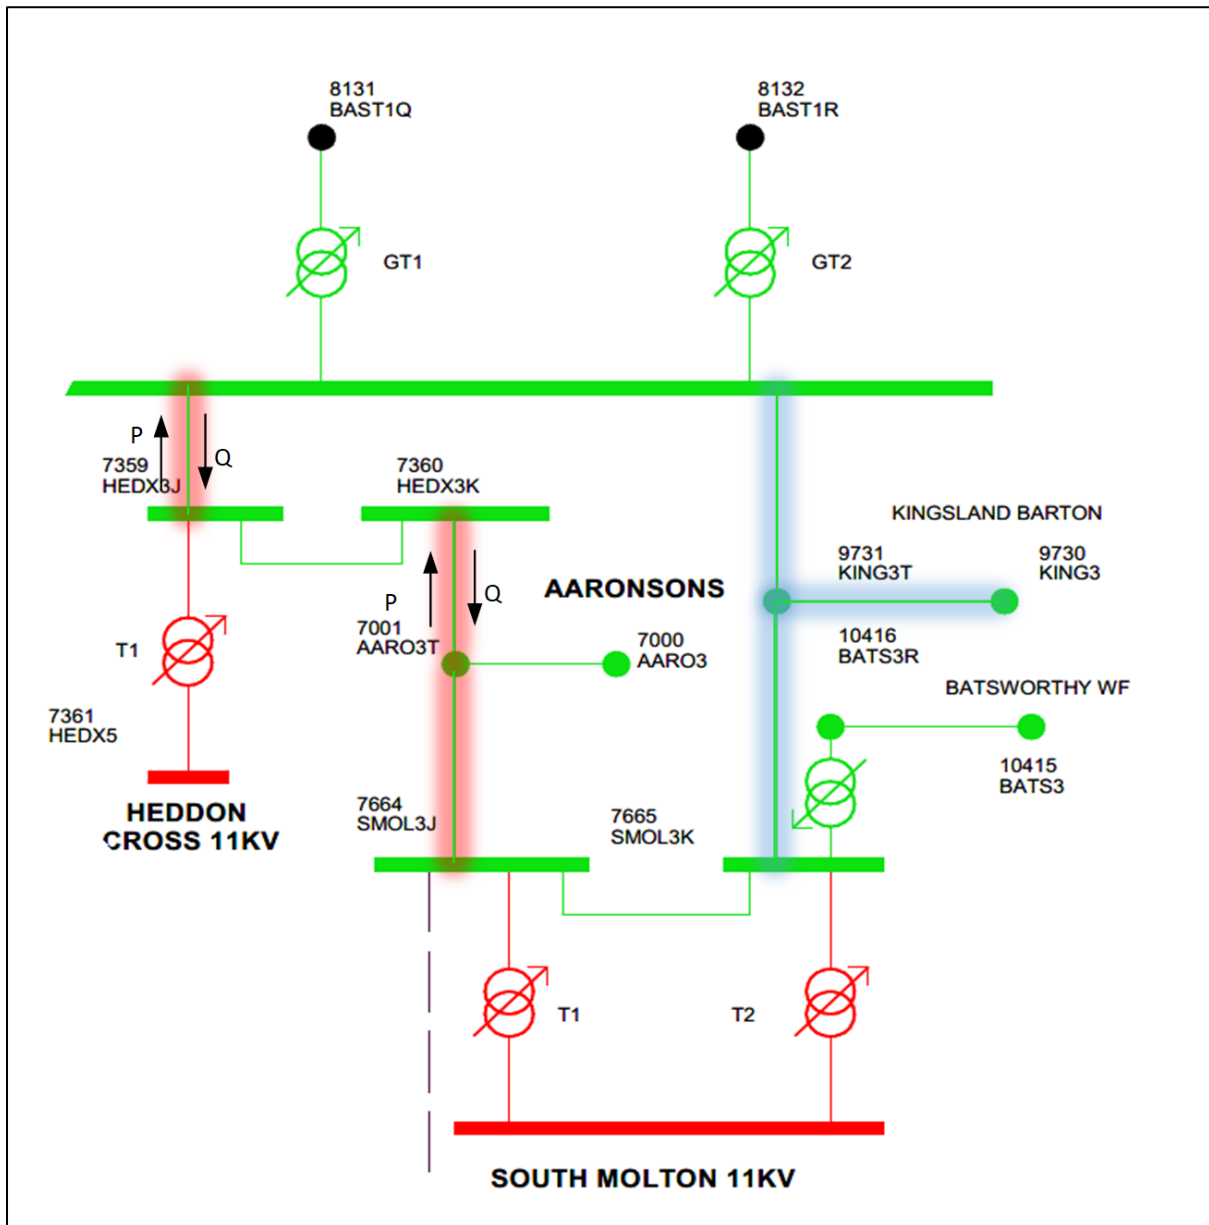 8131
BAST1Q
8132
BAST1R
GT1
GT2
P
Q
7359
HEDX3J
7360
HEDX3K
KINGSLAND BARTON
9731
KING3T
9730
KING3
AARONSONS
P
Q
7001
AARO3T
7000
AARO3
T1
10416
BATS3R
BATSWORTHY WF
7361
HEDX5
10415
BATS3
HEDDON
CROSS 11KV
7664
SMOL3J
7665
SMOL3K
T1
T2
SOUTH MOLTON 11KV